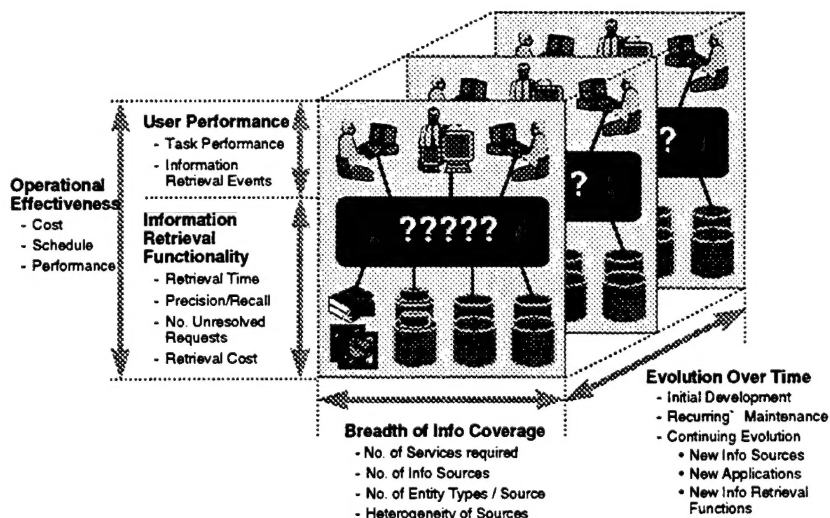 User Performance
- Task Performance
- Information
Retrieval Events
Operational
Effectiveness
- Cost
- Schedule
- Performance
Information
Retrieval
Functionality
- Retrieval Time
- Precision/Recall
- No. Unresolved
Requests
- Retrieval Cost
?????
?
?
Breadth of Info Coverage
- No. of Services required
- No. of Info Sources
- No. of Entity Types / Source
- Heterogeneity of Sources
Evolution Over Time
- Initial Development
- Recurring` Maintenance
- Continuing Evolution
• New Info Sources
• New Applications
• New Info Retrieval
Functions